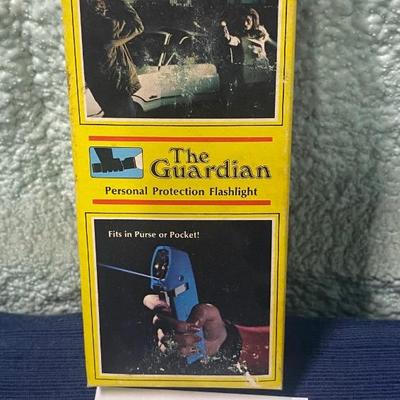 The
Guardian
Personal Protection Flashlight
Fits in Purse or Pocket!